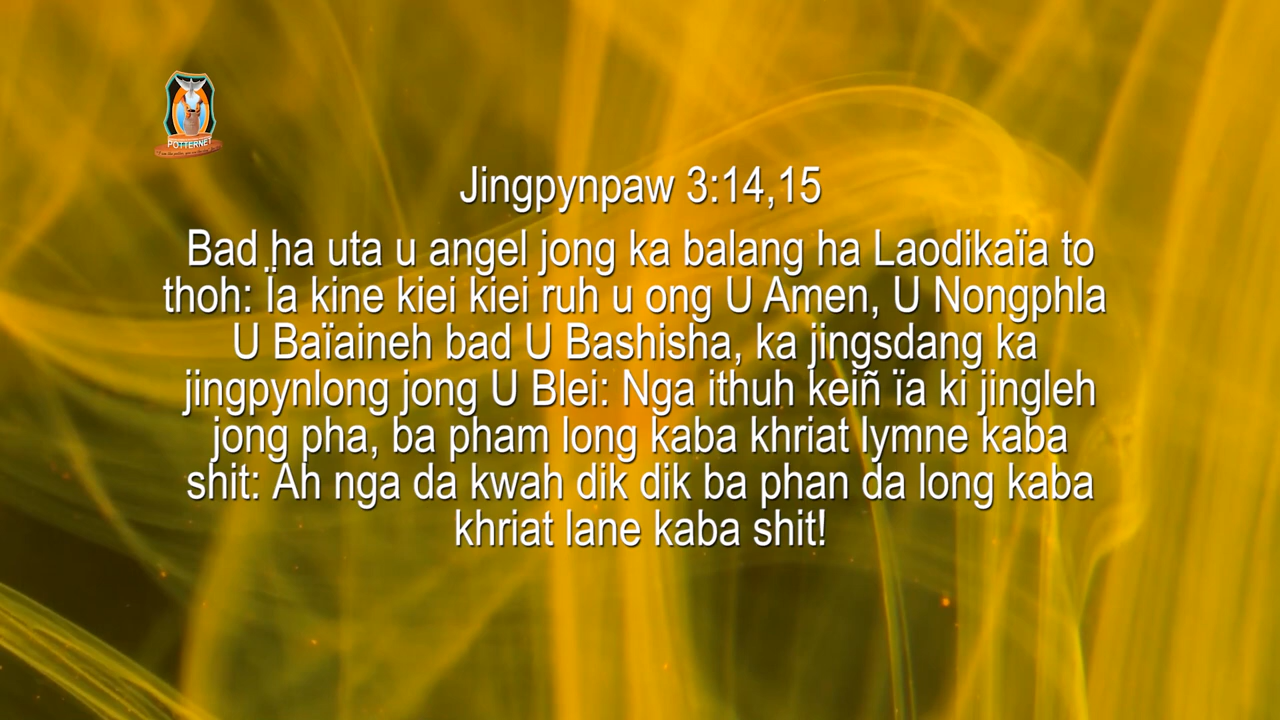 POTTERNET
Jingpynpaw 3:14,15
Bad ha uta u angel jong ka balang ha Laodikaïa to
thoh: Ïa kine kiei kiei ruh u ong U Amen, U Nongphla
U Baïaineh bad U Bashisha, ka jingsdang ka
jingpynlong jong U Blei: Nga ithuh keiñ ïa ki jingleh
jong pha, ba pham long kaba khriat lymne kaba
shit: Ah nga da kwah dik dik ba phan da long kaba
khriat lane kaba shit!